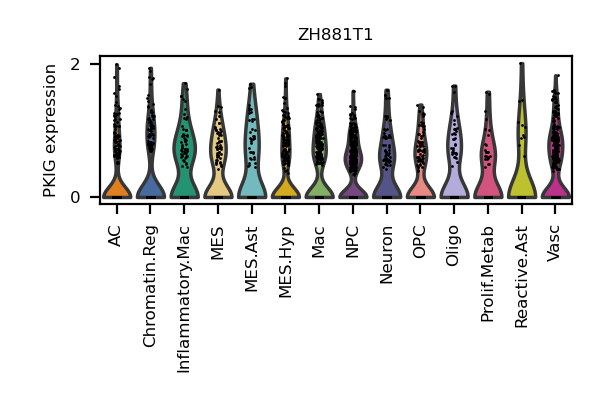 ZH881T1
PKIG expression
2
0
AC
Chromatin.Reg
Inflammatory.Mac
MES
MES.Ast
MES.Hyp
Mac
NPC
Neuron
OPC
Oligo
Prolif.Metab
Reactive.Ast
Vasc